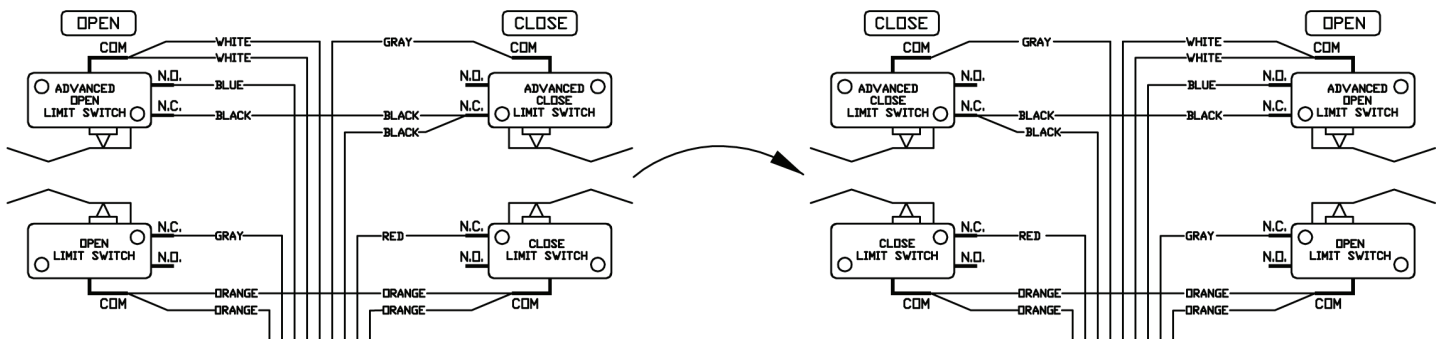 OPEN
CLOSE
COM
WHITE
WHITE
GRAY
COM
ADVANCED
OPEN
LIMIT SWITCH
N.O.
BLUE
N.C.
BLACK
BLACK
BLACK
N.O.
N.C.
ADVANCED
CLOSE
LIMIT SWITCH
OPEN
LIMIT SWITCH
N.C.
GRAY
N.O.
RED
N.C.
N.O.
CLOSE
LIMIT SWITCH
COM
ORANGE
ORANGE
ORANGE
ORANGE
COM
CLOSE
OPEN
COM
GRAY
WHITE
WHITE
COM
ADVANCED
CLOSE
LIMIT SWITCH
N.O.
N.C.
BLACK
BLACK
BLUE
BLACK
N.O.
N.C.
ADVANCED
OPEN
LIMIT SWITCH
CLOSE
LIMIT SWITCH
N.C.
RED
N.O.
GRAY
N.C.
N.O.
OPEN
LIMIT SWITCH
COM
ORANGE
ORANGE
ORANGE
ORANGE
COM